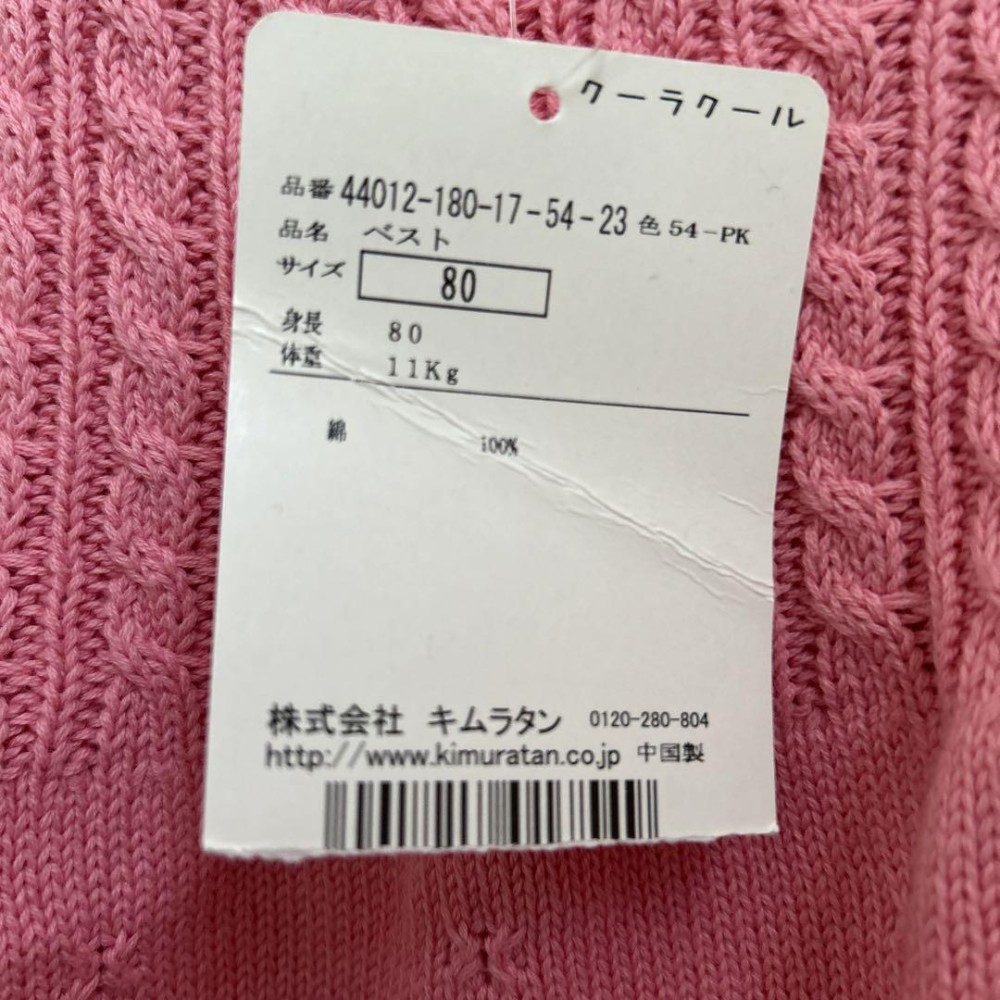 クーラクール
品番 44012-180-17-54-23 色 54-PK
品名 ベスト
サイズ 80
身長 80
体重 11Kg
綿 100%
株式会社 キムラタン 0120-280-804
http://www.kimuratan.co.jp 中国製